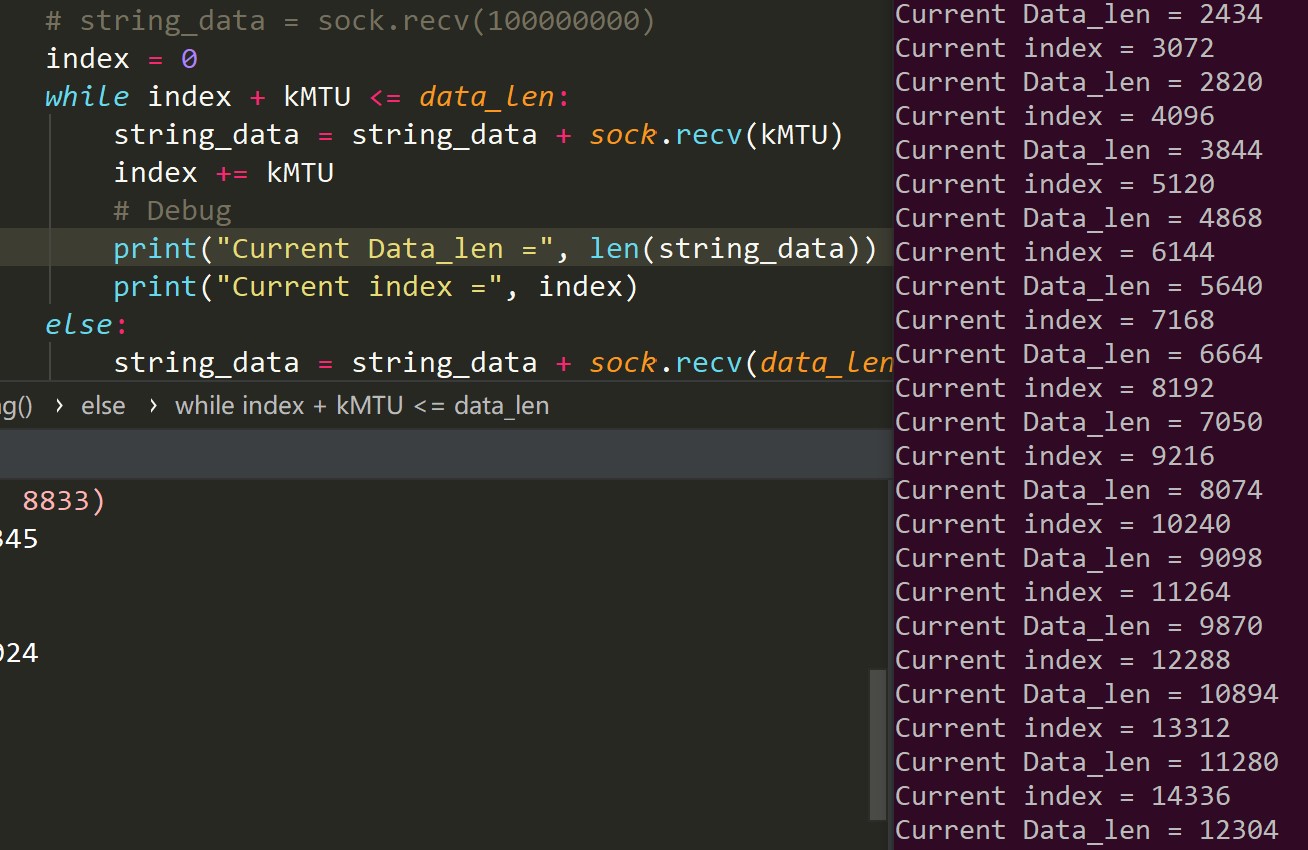 # string_data = sock.recv(100000000)
index = 0
while index + kMTU <= data_len:
string_data = string_data + sock.recv(kMTU)
index += kMTU
# Debug
print("Current Data_len =", len(string_data))
print("Current index =", index)
else:
string_data = string_data + sock.recv(data_len
g() › else › while index + kMTU <= data_len
8833)
345
024
Current Data_len = 2434
Current index = 3072
Current Data_len = 2820
Current index = 4096
Current Data_len = 3844
Current index = 5120
Current Data_len = 4868
Current index = 6144
Current Data_len = 5640
Current index = 7168
Current Data_len = 6664
Current index = 8192
Current Data_len = 7050
Current index = 9216
Current Data_len = 8074
Current index = 10240
Current Data_len = 9098
Current index = 11264
Current Data_len = 9870
Current index = 12288
Current Data_len = 10894
Current index = 13312
Current Data_len = 11280
Current index = 14336
Current Data_len = 12304